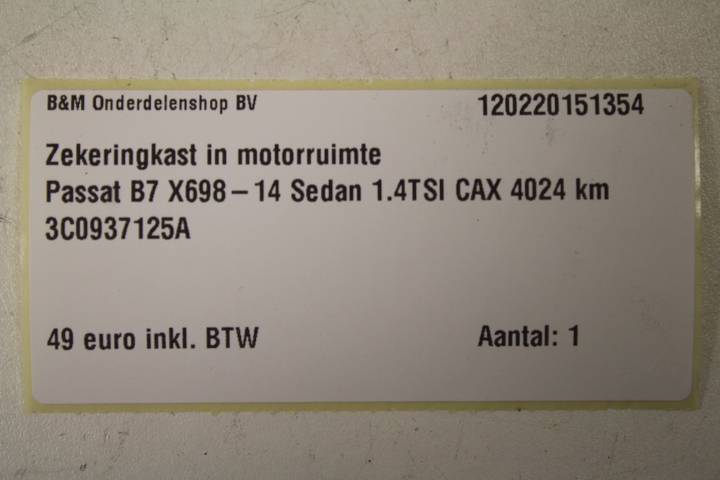 B&M Onderdelenshop BV 120220151354
Zekeringkast in motorruimte
Passat B7 X698-14 Sedan 1.4TSI CAX 4024 km
3C0937125A
49 euro inkl. BTW Aantal: 1